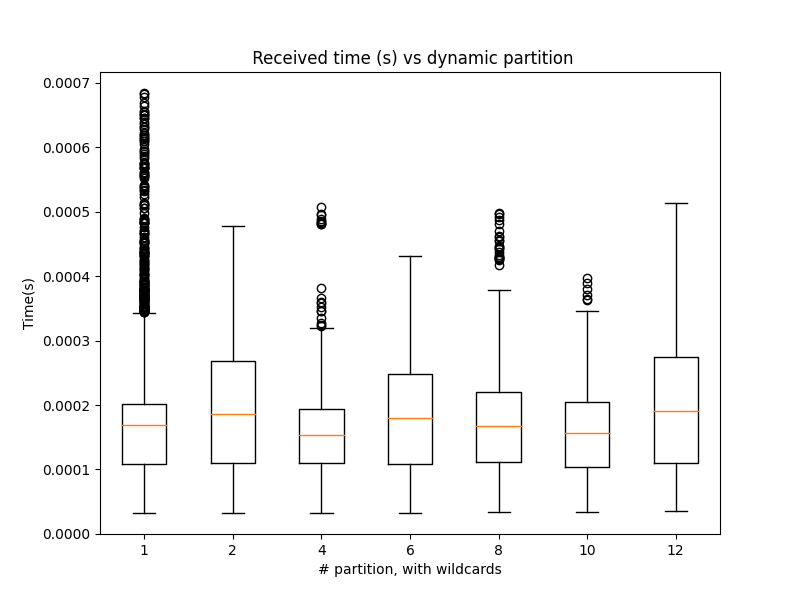 Received time (s) vs dynamic partition
0.0007
0.0006
0.0005
0.0004
0.0003
0.0002
0.0001
0.0000
Time(s)
1 2 4 6 8 10 12
# partition, with wildcards